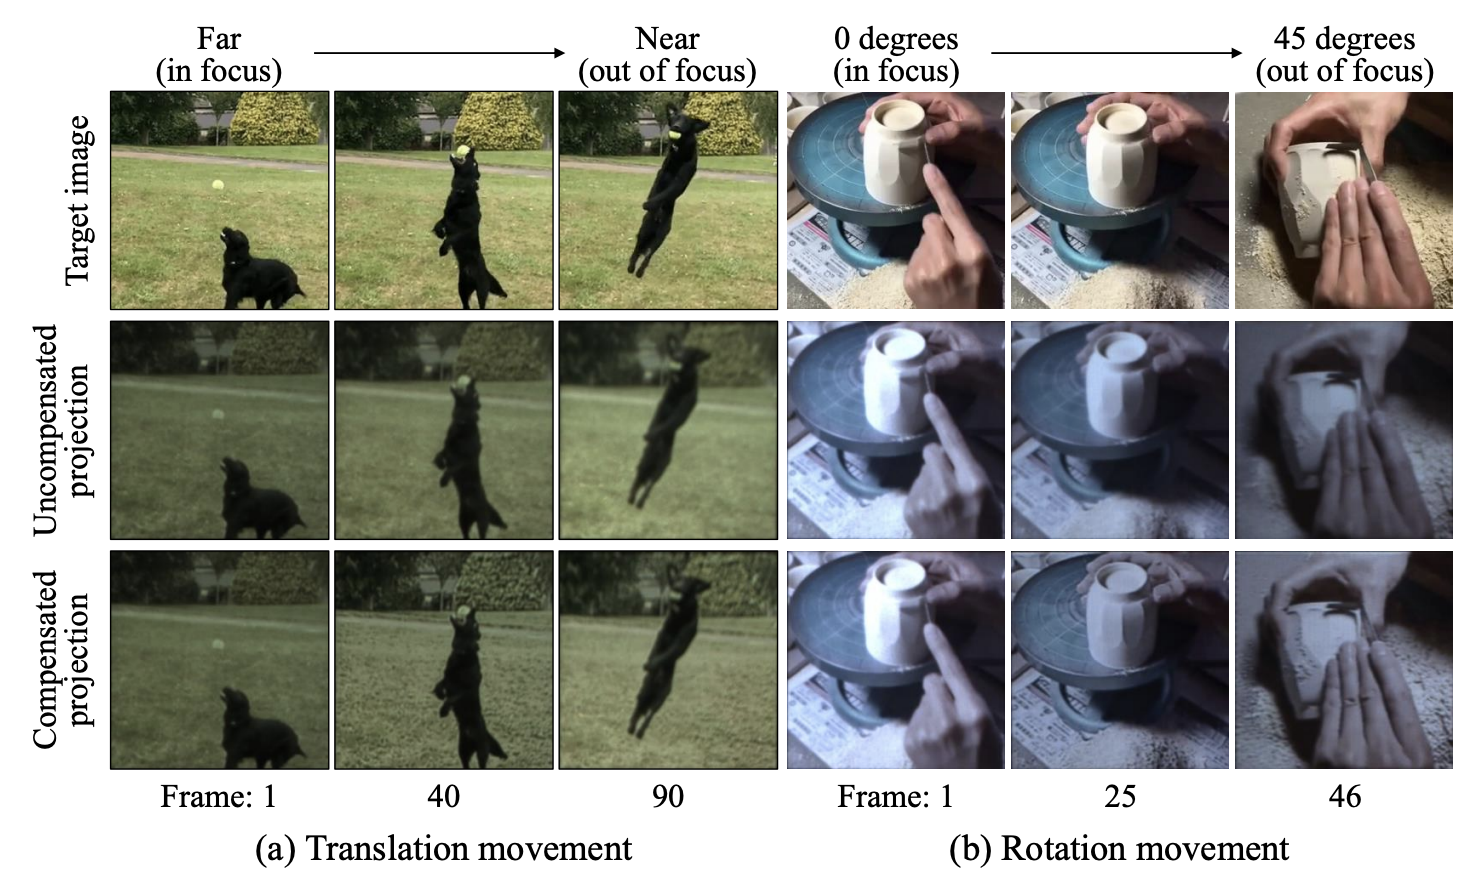 Far
(in focus)
Near
(out of focus)
0 degrees
(in focus)
45 degrees
(out of focus)
Target image
Uncompensated
projection
Compensated
projection
Frame: 1
40
90
Frame: 1
25
46
(a) Translation movement
(b) Rotation movement